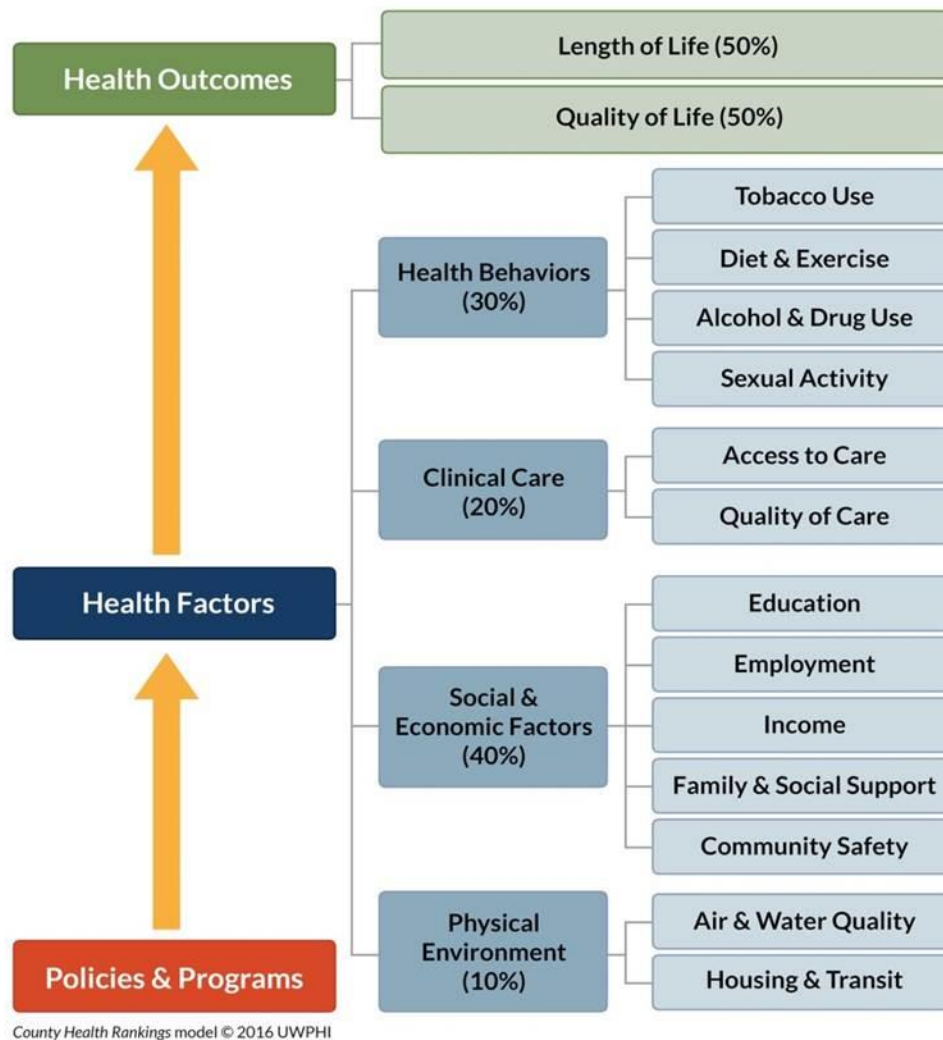 Health Outcomes
Length of Life (50%)
Quality of Life (50%)
Health Behaviors
(30%)
Tobacco Use
Diet & Exercise
Alcohol & Drug Use
Sexual Activity
Clinical Care
(20%)
Access to Care
Quality of Care
Health Factors
Social &
Economic Factors
(40%)
Education
Employment
Income
Family & Social Support
Community Safety
Physical
Environment
(10%)
Air & Water Quality
Housing & Transit
Policies & Programs
County Health Rankings model © 2016 UWPHI